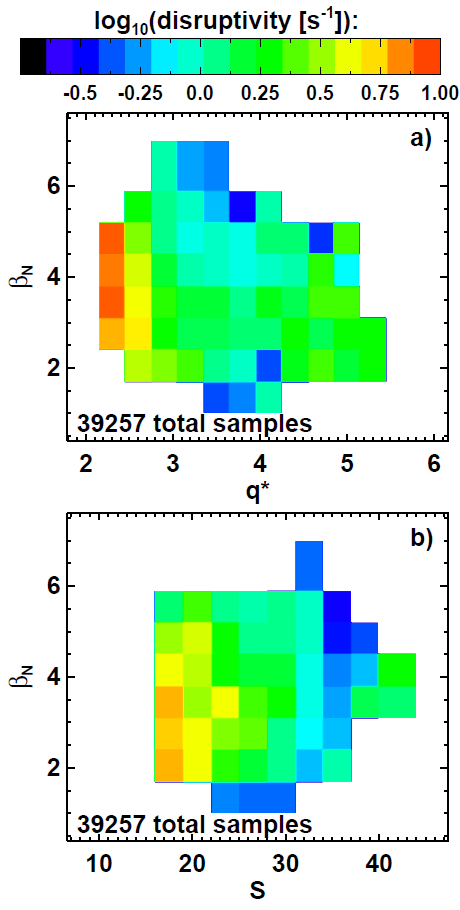 log₁₀(disruptivity [s⁻¹]):
-0.5 -0.25 0.0 0.25 0.5 0.75 1.00
a)
6
4
2
βN
39257 total samples
2 3 4 5 6
q*
b)
6
4
2
βN
39257 total samples
10 20 30 40
S